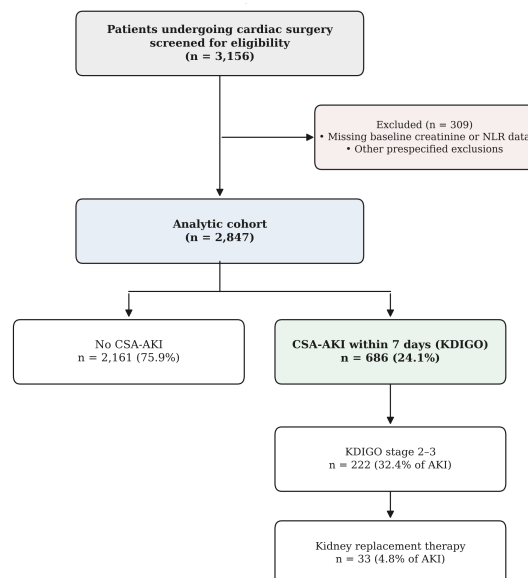 Patients undergoing cardiac surgery
screened for eligibility
(n = 3,156)
Excluded (n = 309)
• Missing baseline creatinine or NLR data
• Other prespecified exclusions
Analytic cohort
(n = 2,847)
No CSA-AKI
n = 2,161 (75.9%)
CSA-AKI within 7 days (KDIGO)
n = 686 (24.1%)
KDIGO stage 2–3
n = 222 (32.4% of AKI)
Kidney replacement therapy
n = 33 (4.8% of AKI)